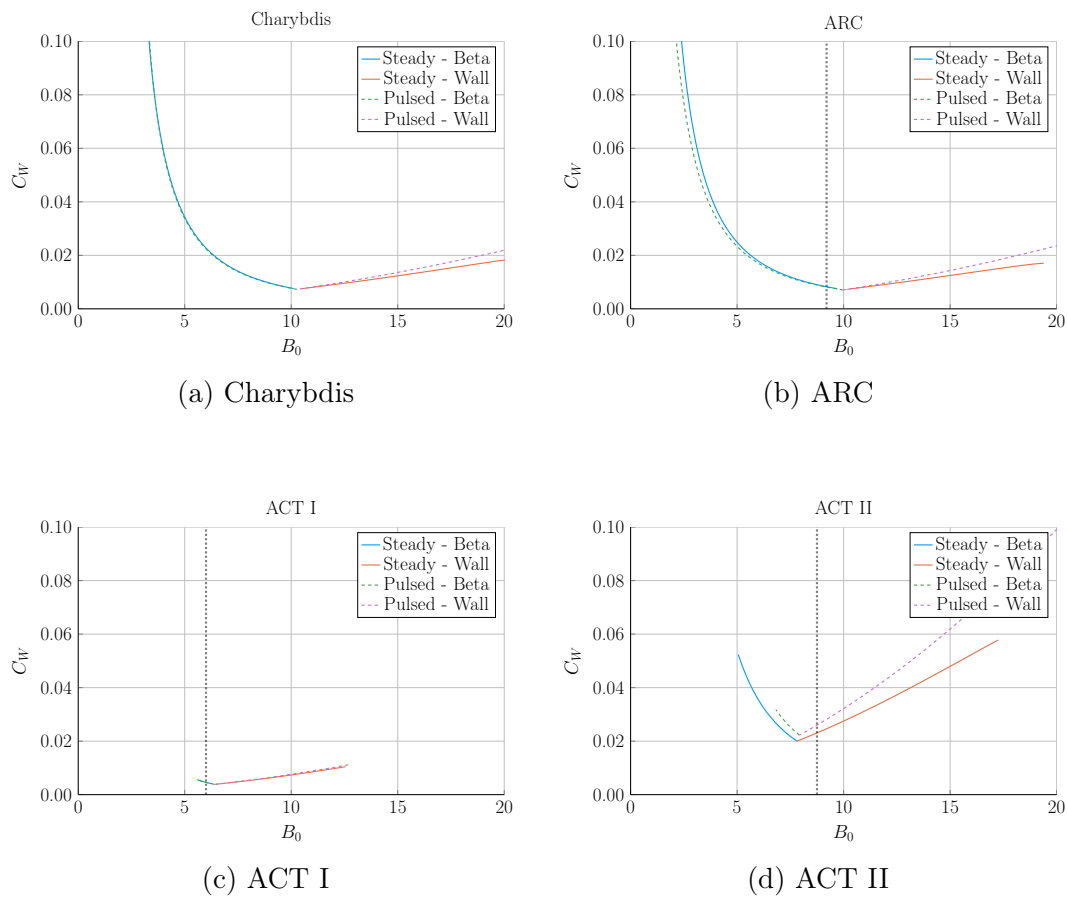 Charybdis
0.10
0.08
0.06
0.04
0.02
0.00
C_W
0 5 10 15 20
B_0
Steady - Beta
Steady - Wall
Pulsed - Beta
Pulsed - Wall
(a) Charybdis
ARC
0.10
0.08
0.06
0.04
0.02
0.00
C_W
0 5 10 15 20
B_0
Steady - Beta
Steady - Wall
Pulsed - Beta
Pulsed - Wall
(b) ARC
ACT I
0.10
0.08
0.06
0.04
0.02
0.00
C_W
0 5 10 15 20
B_0
Steady - Beta
Steady - Wall
Pulsed - Beta
Pulsed - Wall
(c) ACT I
ACT II
0.10
0.08
0.06
0.04
0.02
0.00
C_W
0 5 10 15 20
B_0
Steady - Beta
Steady - Wall
Pulsed - Beta
Pulsed - Wall
(d) ACT II